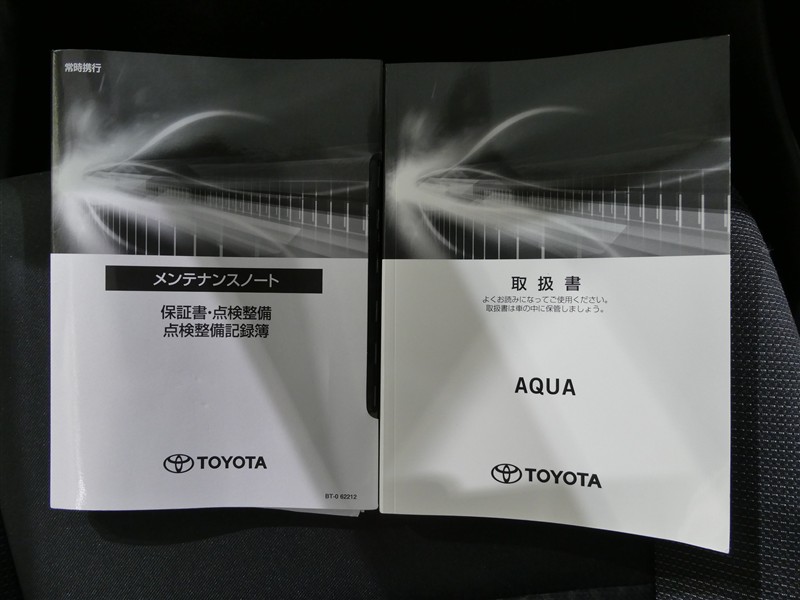 常時携行
メンテナンスノート
保証書・点検整備
点検整備記録簿
TOYOTA
BT-0 62212
取扱書
よくお読みになってご使用ください。
取扱書は車の中に保管しましょう。
AQUA
TOYOTA